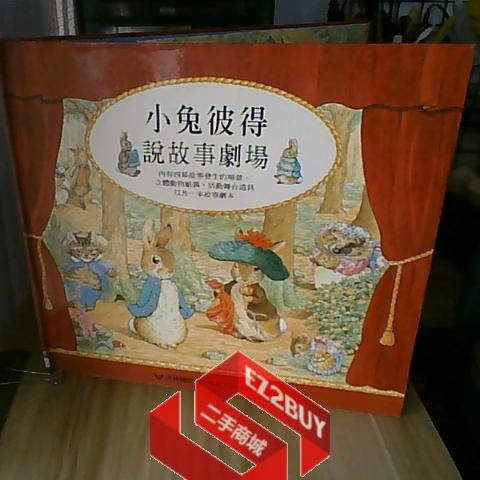 小兔彼得
說故事劇場
內有四幕故事發生的場景，
立體動物紙偶，活動舞台道具
以及一本故事劇本
EZ2BUY
二手商城